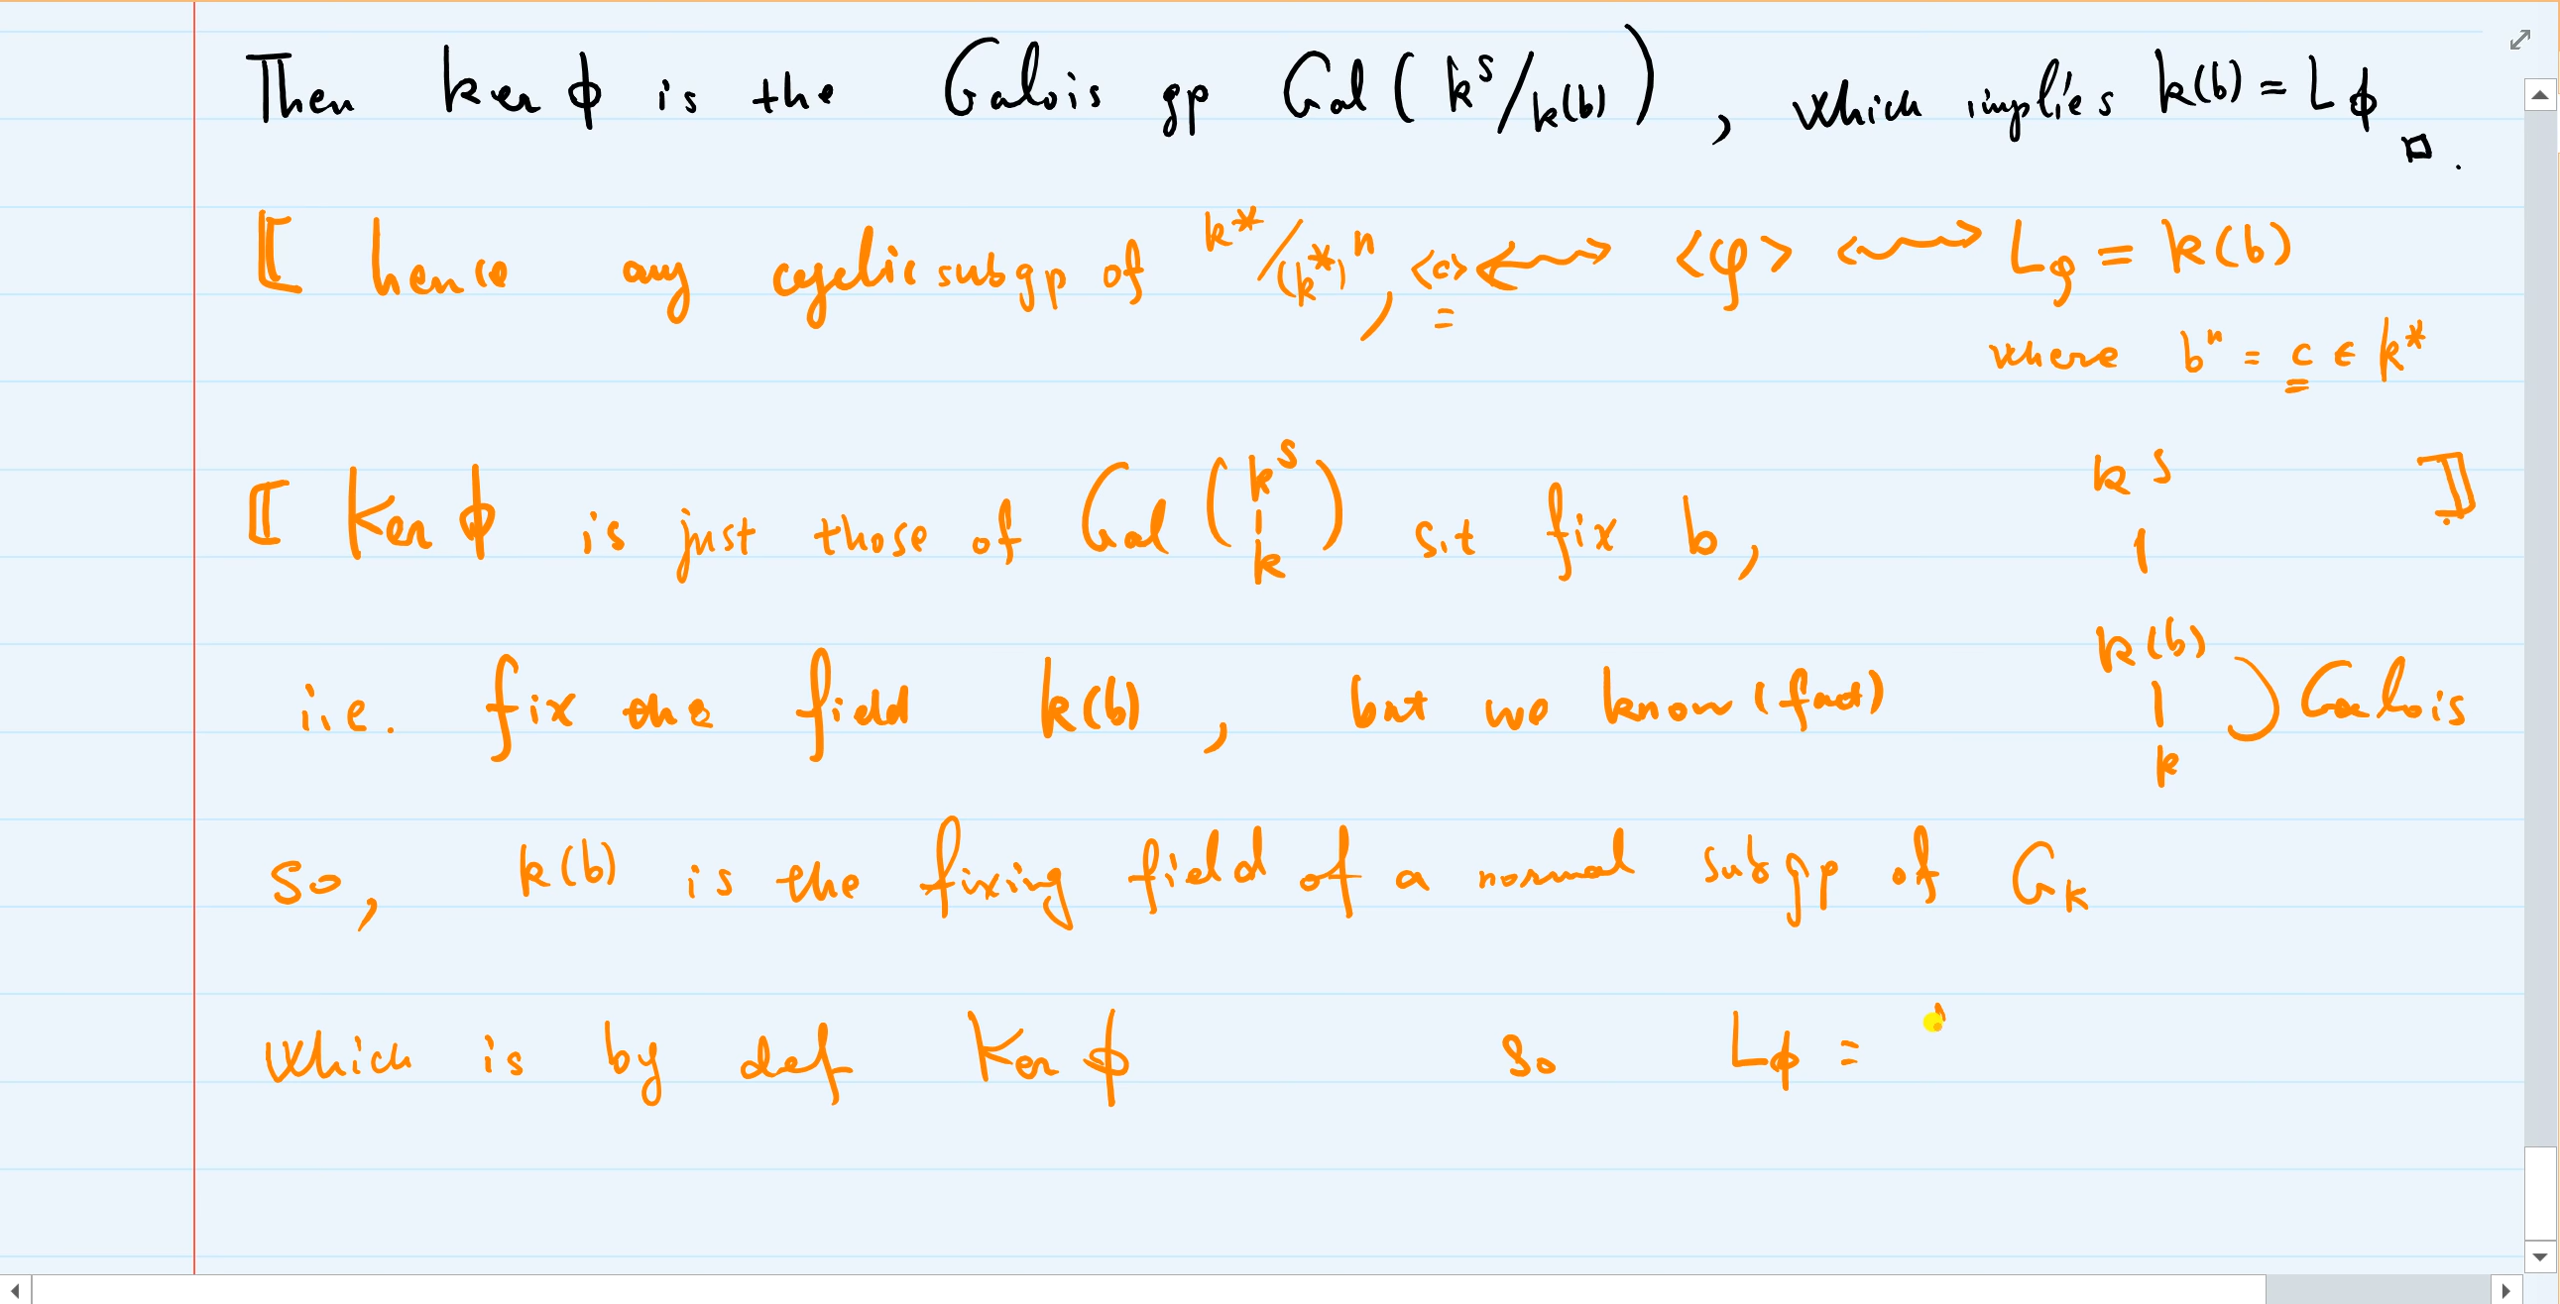 Then ker ϕ is the Galois gp Gal ( k^s / k(b) ) , which implies k(b) = L_ϕ □.
⟦ hence any cyclic subgp of k* / (k*)^n , <c> ⟷ <φ> ⟷ L_φ = k(b)
where b^n = c ∈ k*
⟦ Ker ϕ is just those of Gal ( k^s | k ) s.t fix b , k^s ⟧
|
i.e. fix the field k(b) , but we know (fact) k(b) | k ) Galois
so, k(b) is the fixing field of a normal subgp of G_k
which is by def Ker ϕ so L_ϕ =